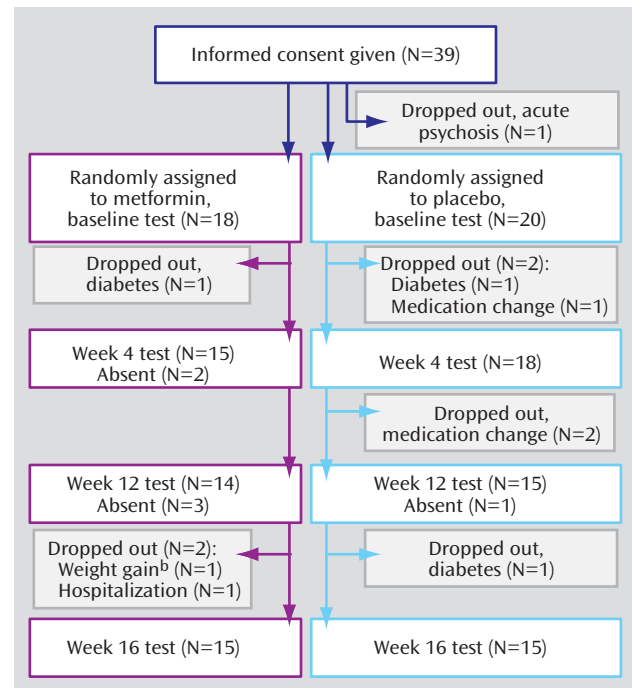 Informed consent given (N=39)
Dropped out, acute
psychosis (N=1)
Randomly assigned
to metformin,
baseline test (N=18)
Randomly assigned
to placebo,
baseline test (N=20)
Dropped out,
diabetes (N=1)
Dropped out (N=2):
Diabetes (N=1)
Medication change (N=1)
Week 4 test (N=15)
Absent (N=2)
Week 4 test (N=18)
Dropped out,
medication change (N=2)
Week 12 test (N=14)
Absent (N=3)
Week 12 test (N=15)
Absent (N=1)
Dropped out (N=2):
Weight gainᵇ (N=1)
Hospitalization (N=1)
Dropped out,
diabetes (N=1)
Week 16 test (N=15)
Week 16 test (N=15)